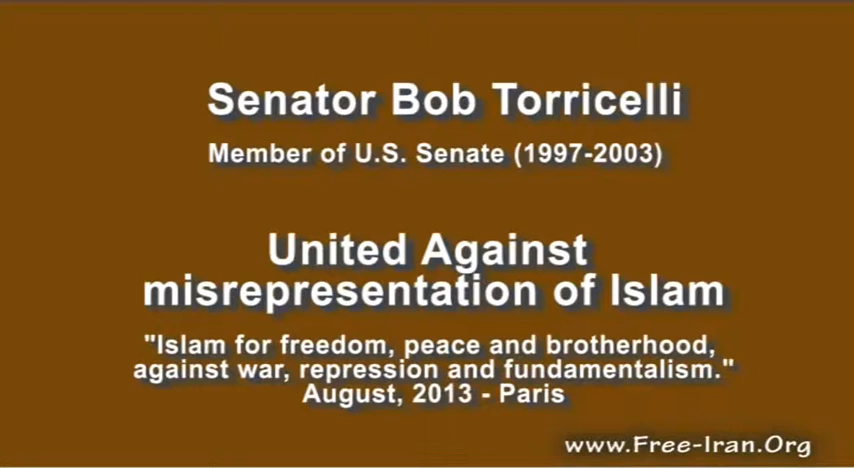 Senator Bob Torricelli
Member of U.S. Senate (1997-2003)
United Against
misrepresentation of Islam
"Islam for freedom, peace and brotherhood,
against war, repression and fundamentalism."
August, 2013 - Paris
www.Free-Iran.Org